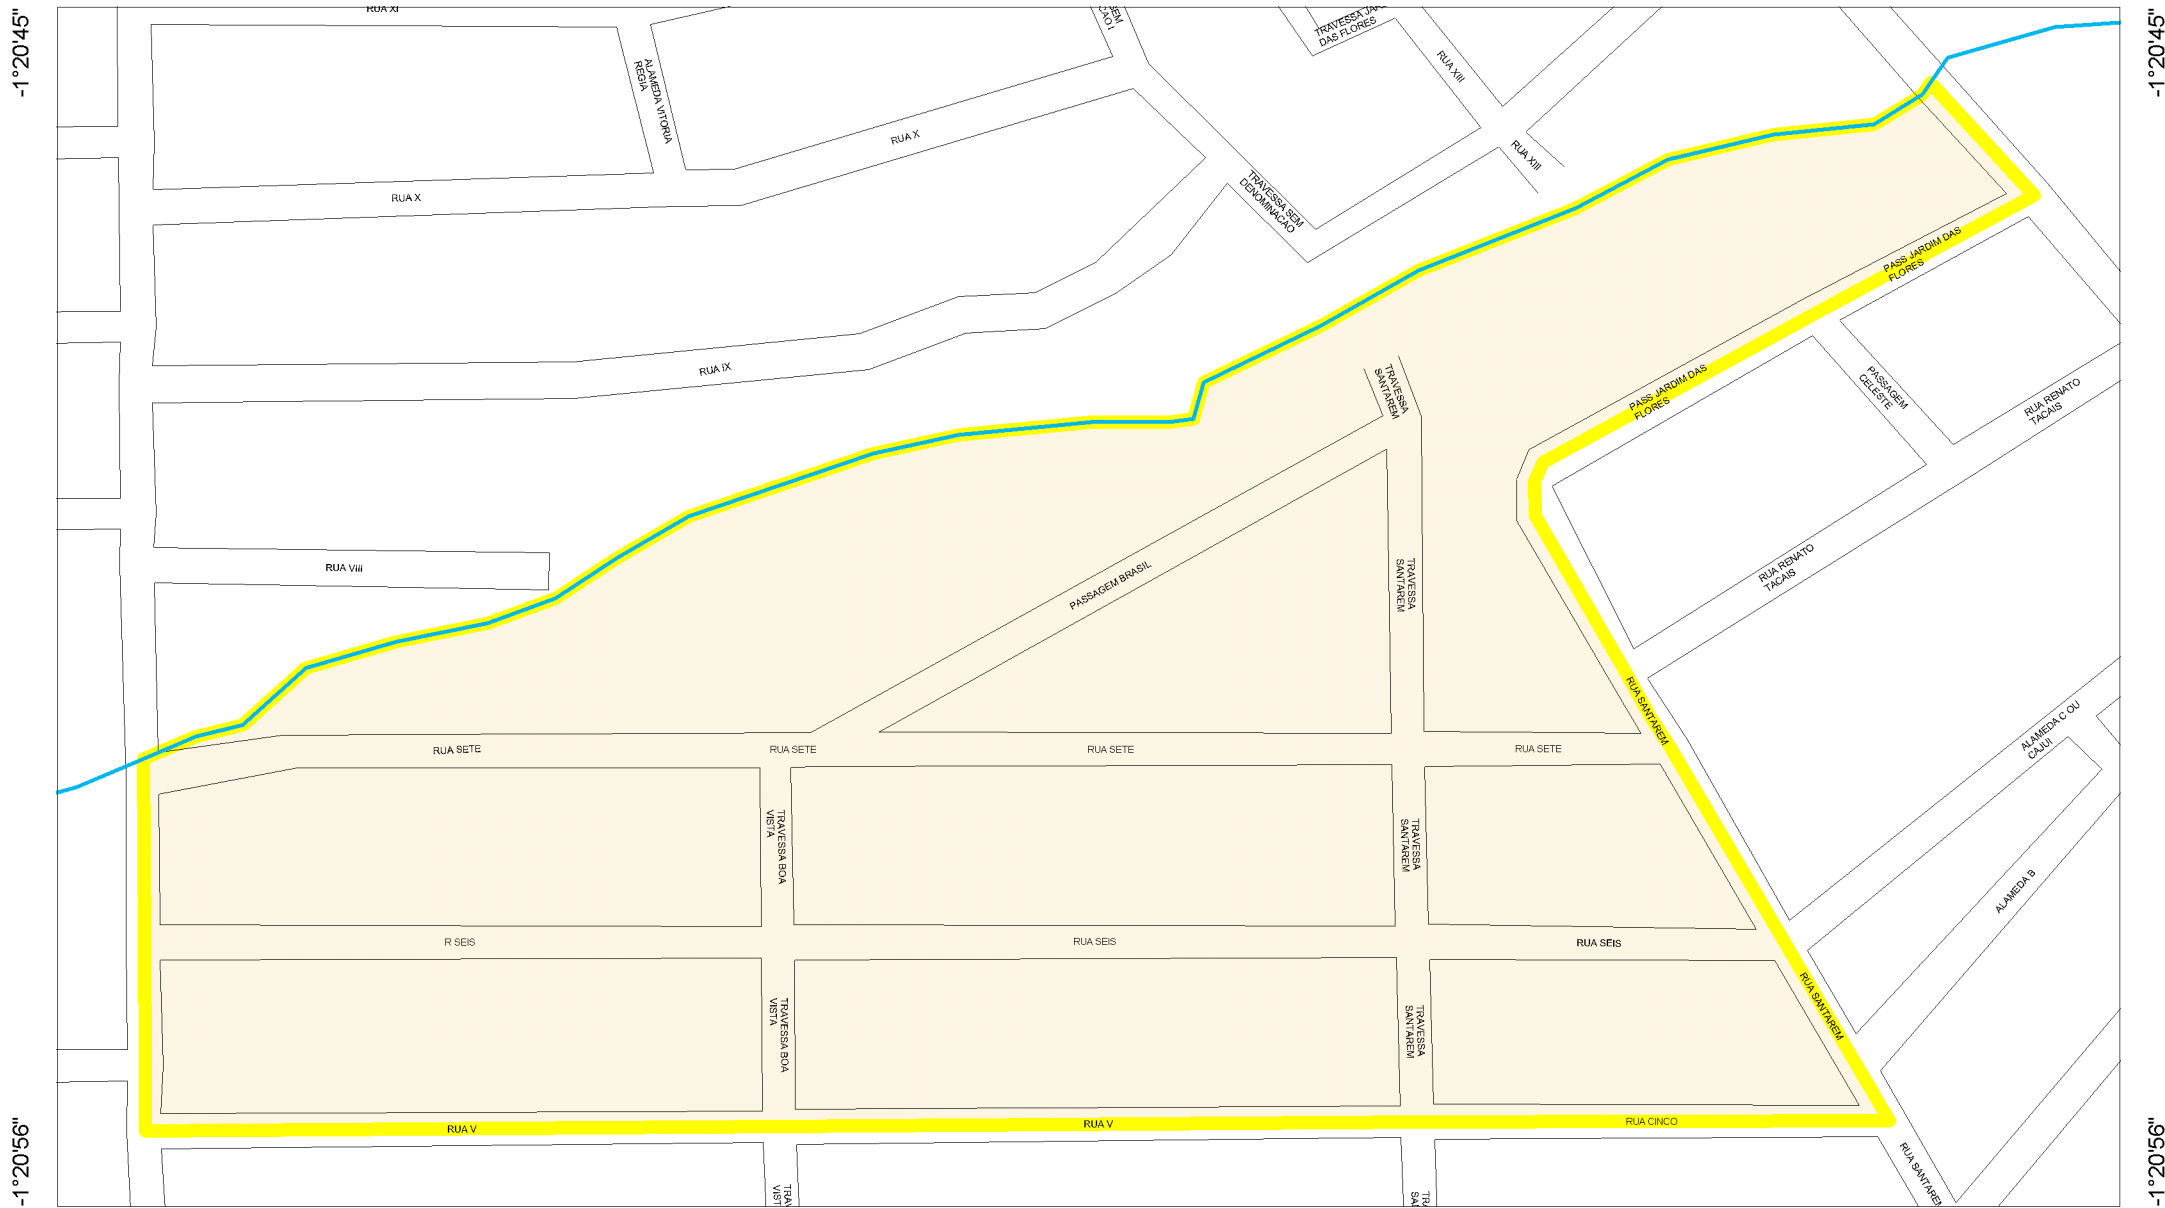 RUA XI
-1°20'45"
-1°20'45"
TRAVESSA JAR
DAS FLORES
RUA XIII
ALAMEDA VITORIA
REGIA
RUA X
RUA XIII
RUA X
TRAVESSA SEM
DENOMINACAO
PASS JARDIM DAS
FLORES
RUA IX
TRAVESSA
SANTAREM
PASS JARDIM DAS
FLORES
PASSAGEM
CELESTE
RUA RENATO
TACAIS
RUA VIII
PASSAGEM BRASIL
TRAVESSA
SANTAREM
RUA RENATO
TACAIS
RUA SANTAREM
ALAMEDA C OU
CAJUI
RUA SETE
RUA SETE
RUA SETE
RUA SETE
TRAVESSA BOA
VISTA
TRAVESSA
SANTAREM
ALAMEDA B
R SEIS
RUA SEIS
RUA SEIS
TRAVESSA BOA
VISTA
TRAVESSA
SANTAREM
RUA SANTAREM
RUA V
RUA V
RUA CINCO
-1°20'56"
-1°20'56"
RUA SANTAREM